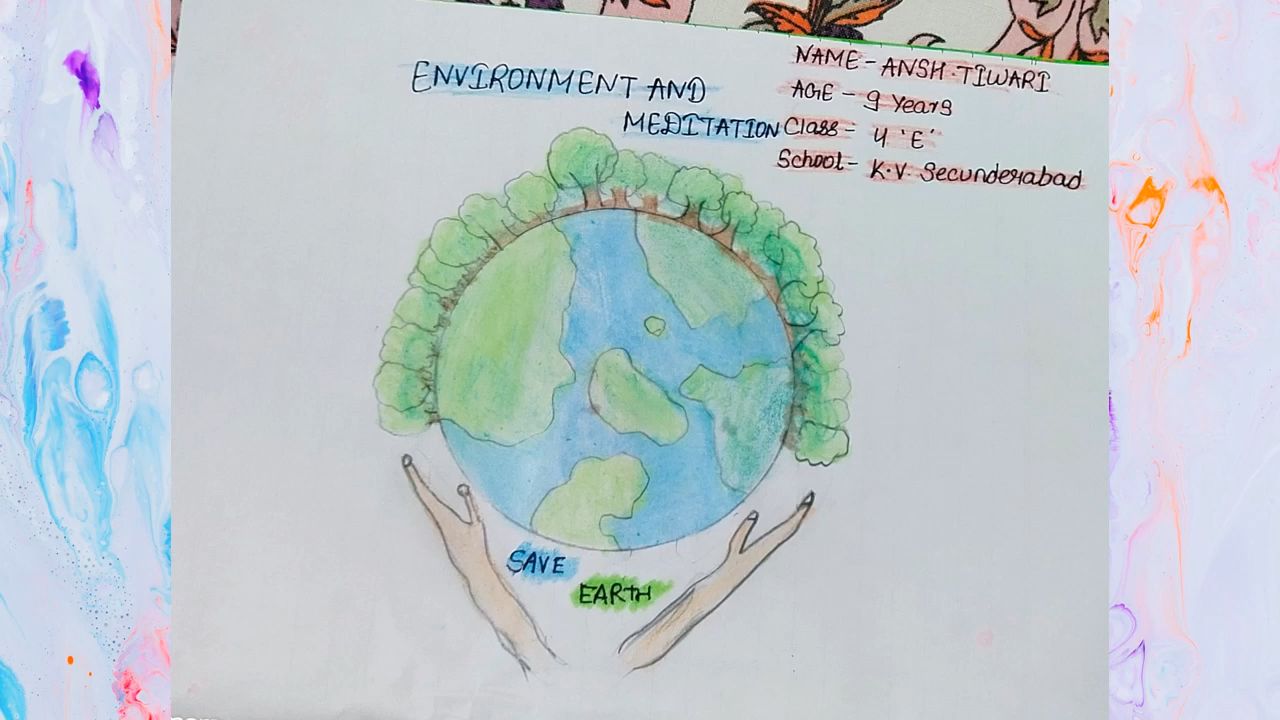 ENVIRONMENT AND
MEDITATION
NAME - ANSH TIWARI
AGE - 9 Years
Class - 4 'E'
School - K.V. Secunderabad
SAVE
EARTH